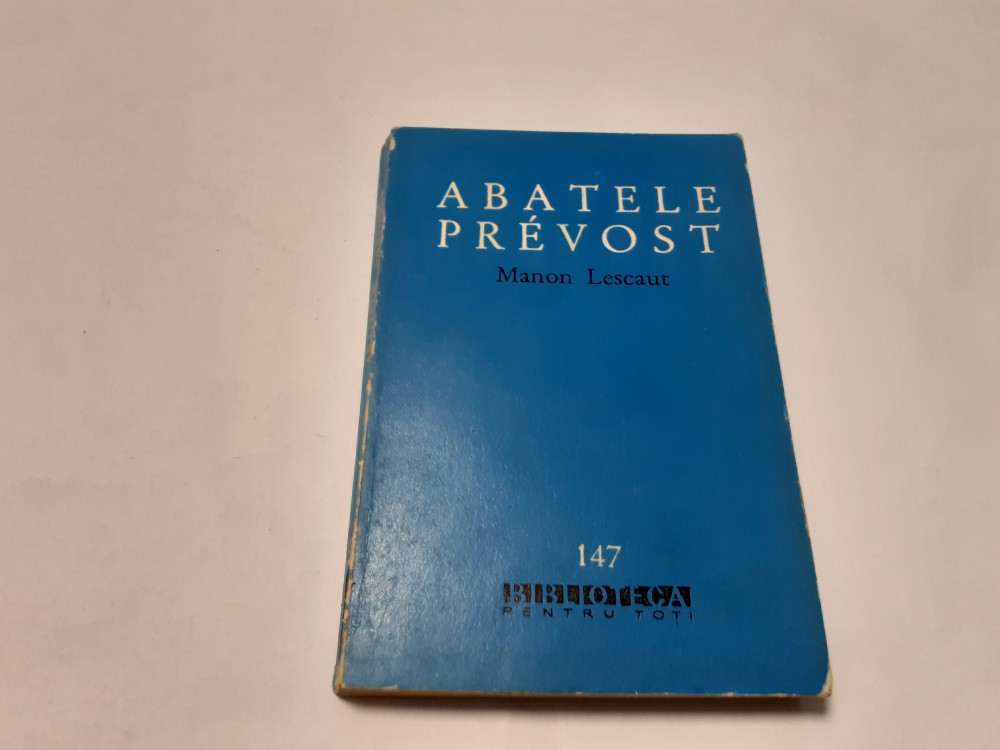 ABATELE
PRÉVOST
Manon Lescaut
147
BIBLIOTECA
PENTRU TOȚI